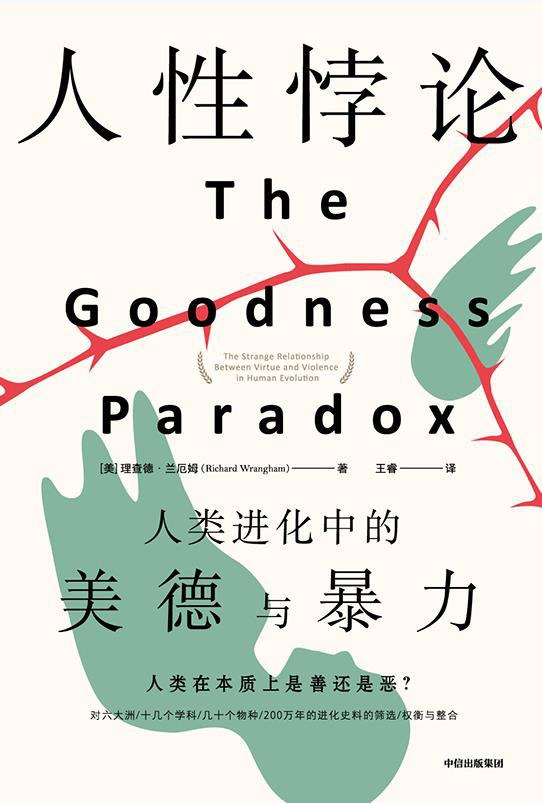 人性悖论
The
Goodness
The Strange Relationship
Between Virtue and Violence
in Human Evolution
Paradox
[美]理查德·兰厄姆(Richard Wrangham)———著 王睿———译
人类进化中的
美德与暴力
人类在本质上是善还是恶?
对六大洲/十几个学科/几十个物种/200万年的进化史料的筛选/权衡与整合
中信出版集团